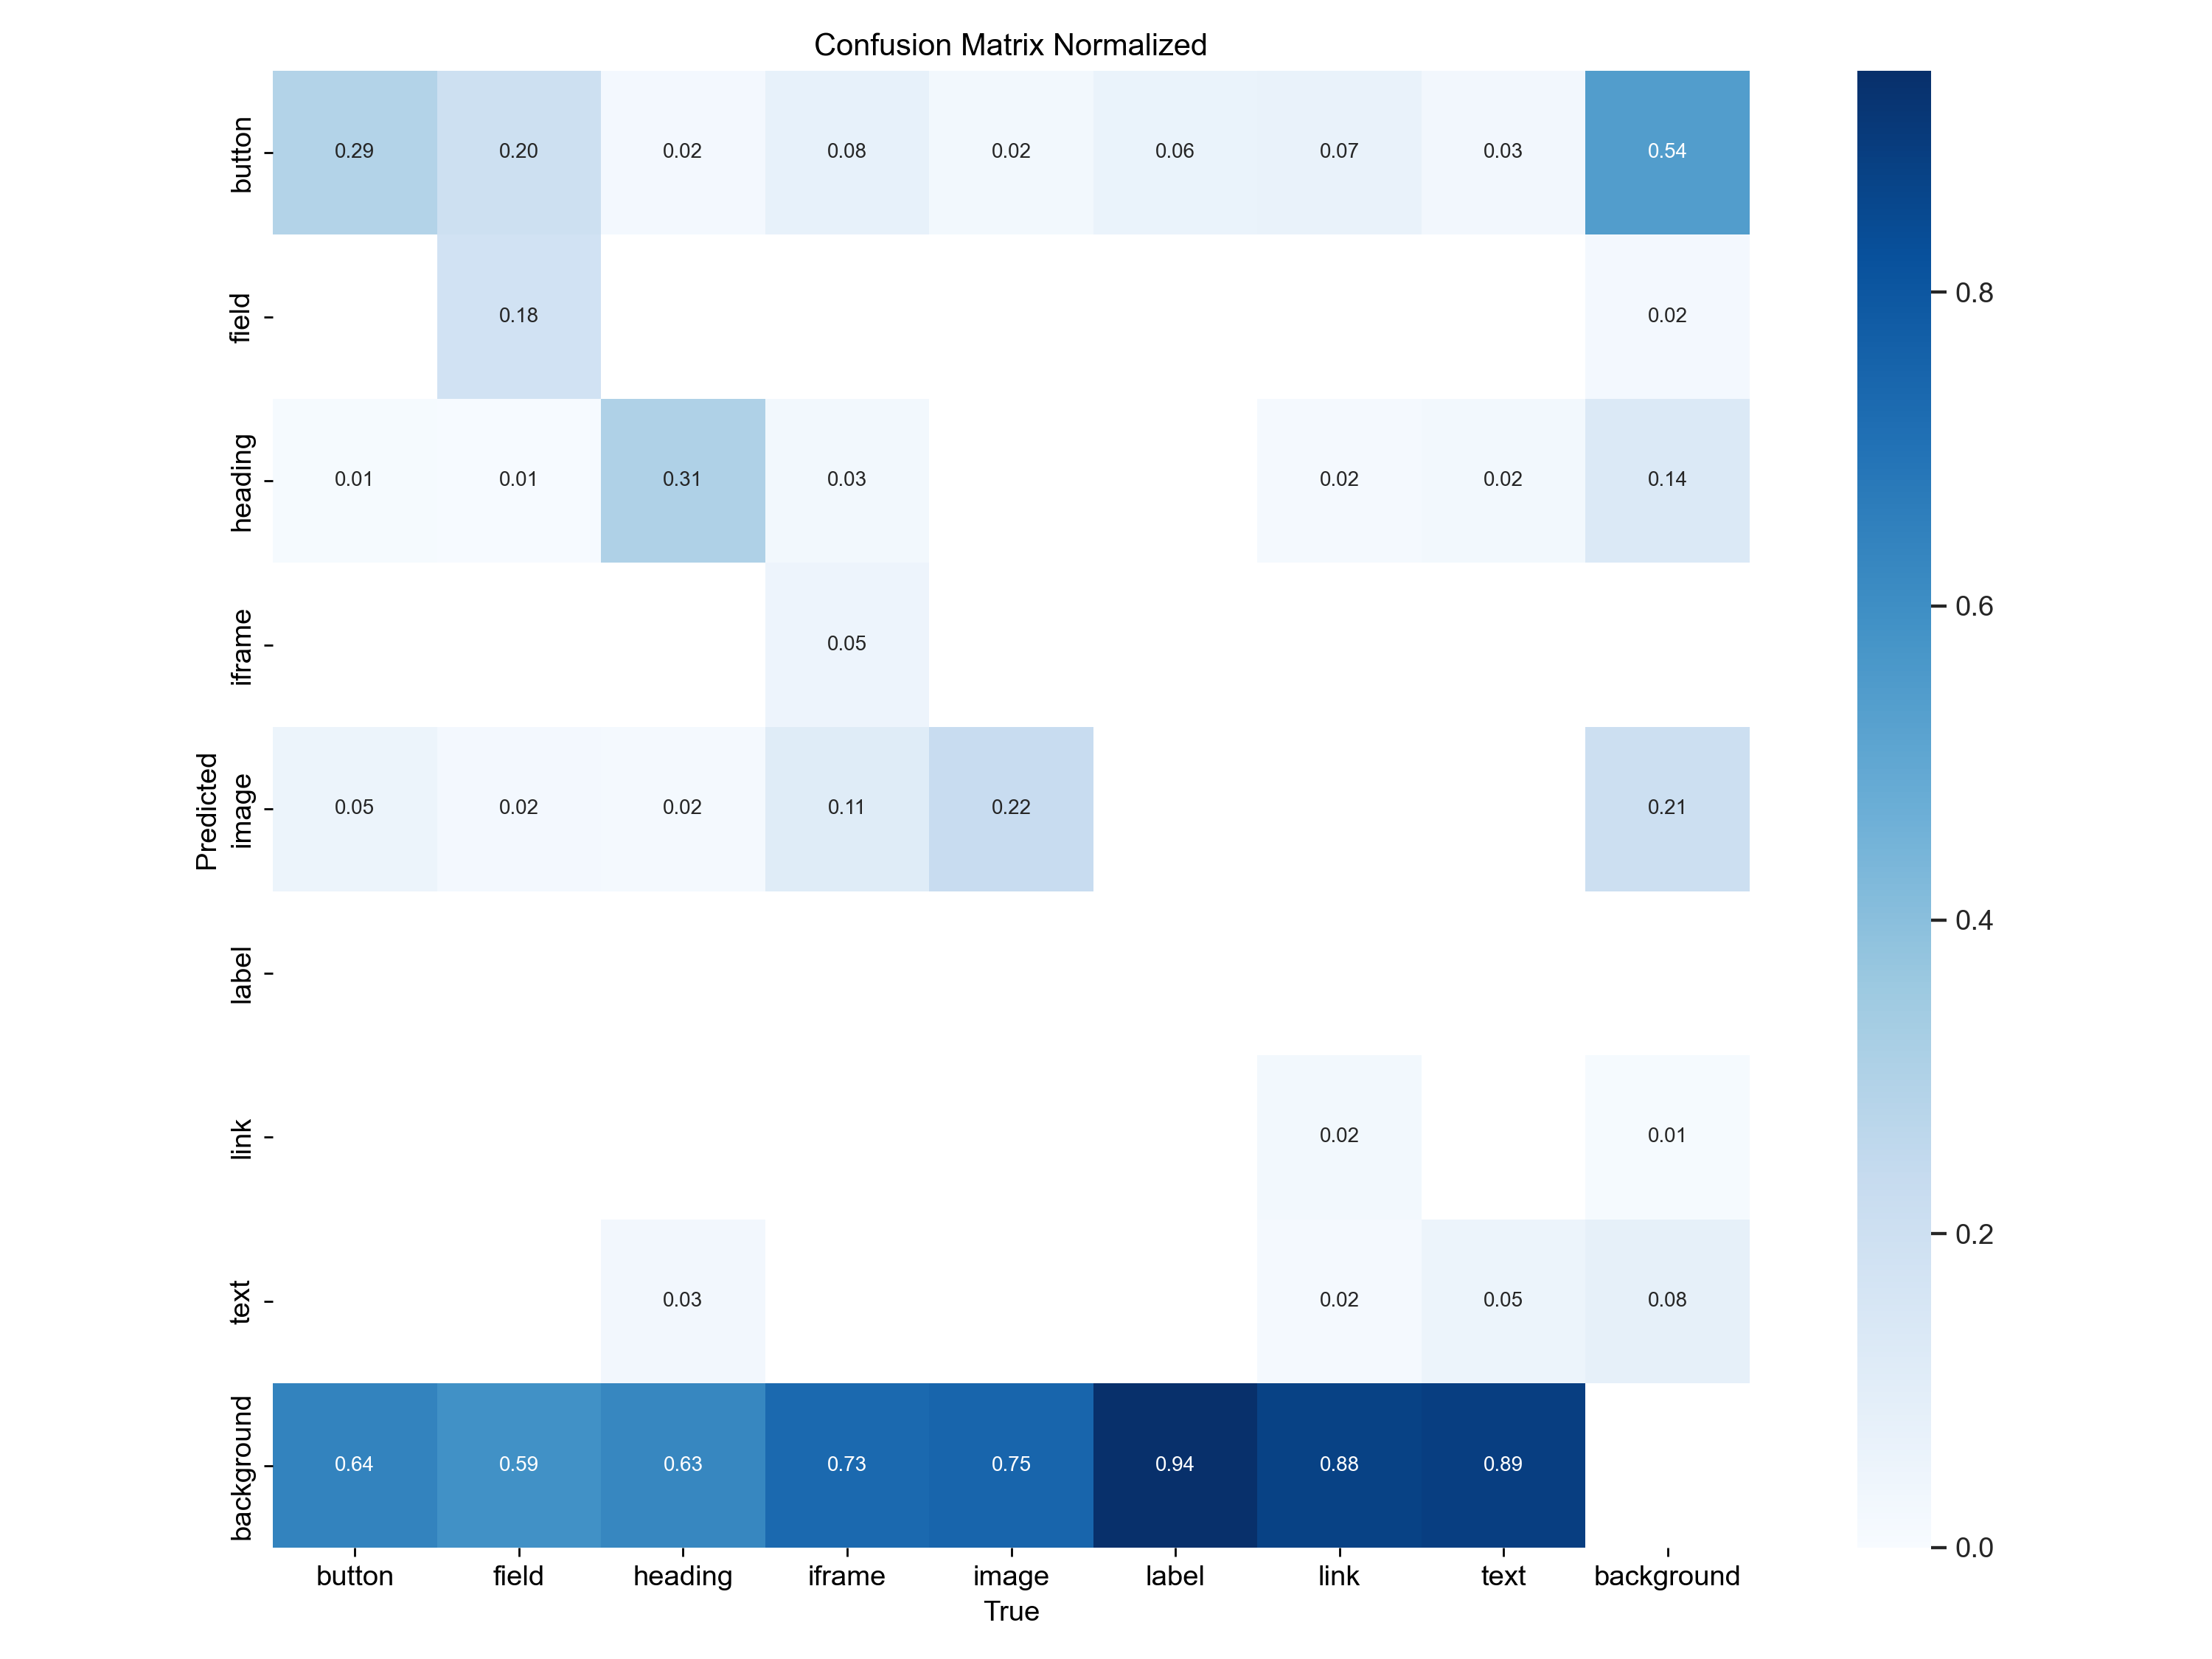 Confusion Matrix Normalized
button 0.29 0.20 0.02 0.08 0.02 0.06 0.07 0.03 0.54
field 0.18 0.02
heading 0.01 0.01 0.31 0.03 0.02 0.02 0.14
iframe 0.05
image 0.05 0.02 0.02 0.11 0.22 0.21
label
link 0.02 0.01
text 0.03 0.02 0.05 0.08
background 0.64 0.59 0.63 0.73 0.75 0.94 0.88 0.89
Predicted
button field heading iframe image label link text background
True
0.8
0.6
0.4
0.2
0.0